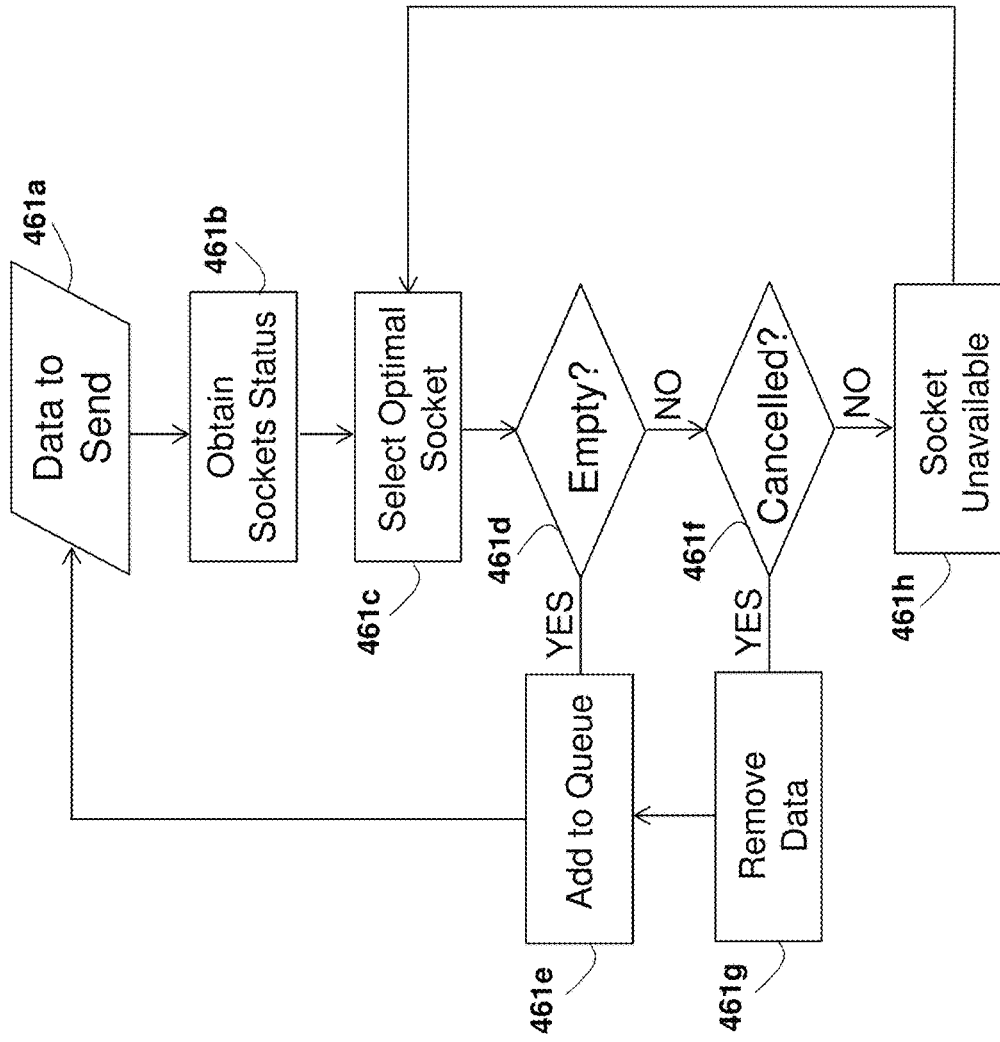 461a
Data to
Send
461b
Obtain
Sockets Status
461c
Select Optimal
Socket
461d
Empty?
YES
NO
461e
Add to Queue
461f
Cancelled?
YES
NO
461g
Remove
Data
461h
Socket
Unavailable